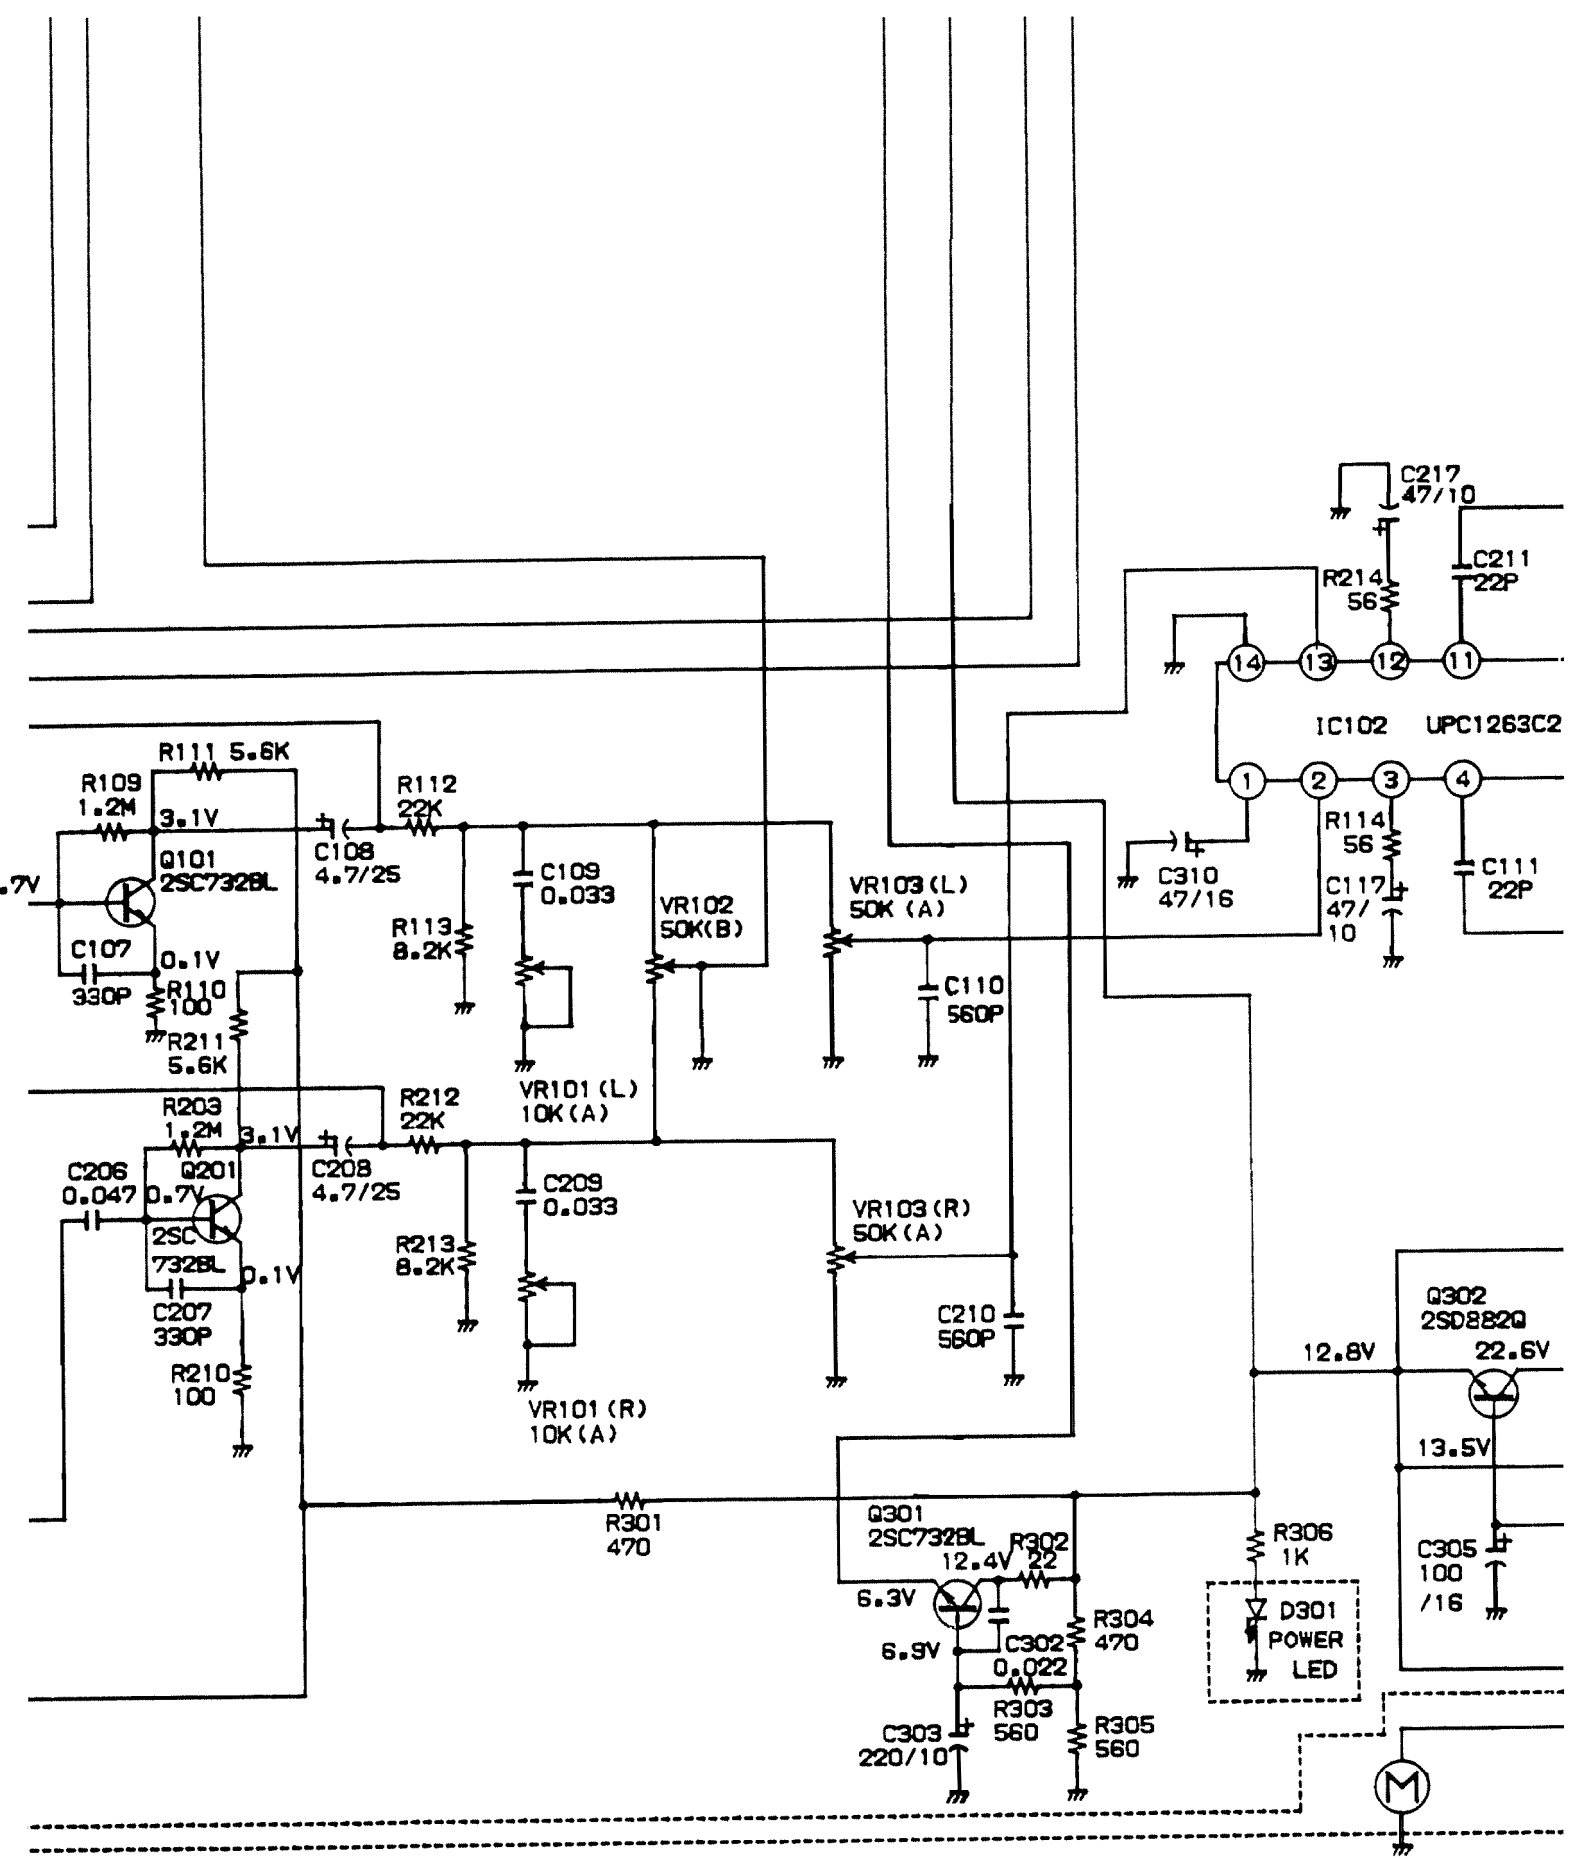 C217
47/10
C211
22P
R214
56
14
13
12
11
IC102
UPC1263C2
1
2
3
4
R111 5.6K
R109
1.2M
3.1V
R112
22K
C108
4.7/25
Q101
2SC732BL
.7V
C109
0.033
VR102
50K(B)
VR103(L)
50K(A)
R114
56
C310
47/16
C117
47/
10
C111
22P
R113
8.2K
C107
330P
0.1V
R110
100
C110
560P
R211
5.6K
VR101(L)
10K(A)
R212
22K
R203
1.2M
3.1V
C208
4.7/25
Q201
C206
0.047
0.7V
2SC
732BL
C209
0.033
VR103(R)
50K(A)
R213
8.2K
0.1V
C207
330P
C210
560P
R210
100
VR101(R)
10K(A)
Q302
2SD882Q
12.8V
22.6V
13.5V
R301
470
Q301
2SC732BL
12.4V
R302
22
R306
1K
C305
100
/16
6.3V
6.9V
C302
0.022
R304
470
D301
POWER
LED
R303
560
R305
560
C303
220/10
M